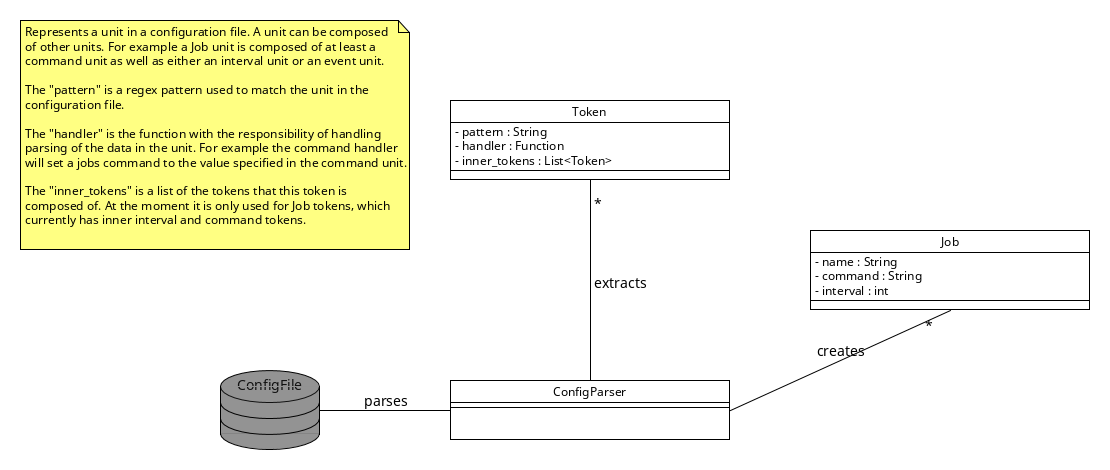 Represents a unit in a configuration file. A unit can be composed
of other units. For example a Job unit is composed of at least a
command unit as well as either an interval unit or an event unit.
The "pattern" is a regex pattern used to match the unit in the
configuration file.
The "handler" is the function with the responsibility of handling
parsing of the data in the unit. For example the command handler
will set a jobs command to the value specified in the command unit.
The "inner_tokens" is a list of the tokens that this token is
composed of. At the moment it is only used for Job tokens, which
currently has inner interval and command tokens.
Token
- pattern : String
- handler : Function
- inner_tokens : List<Token>
*
extracts
Job
- name : String
- command : String
- interval : int
*
creates
ConfigFile
parses
ConfigParser